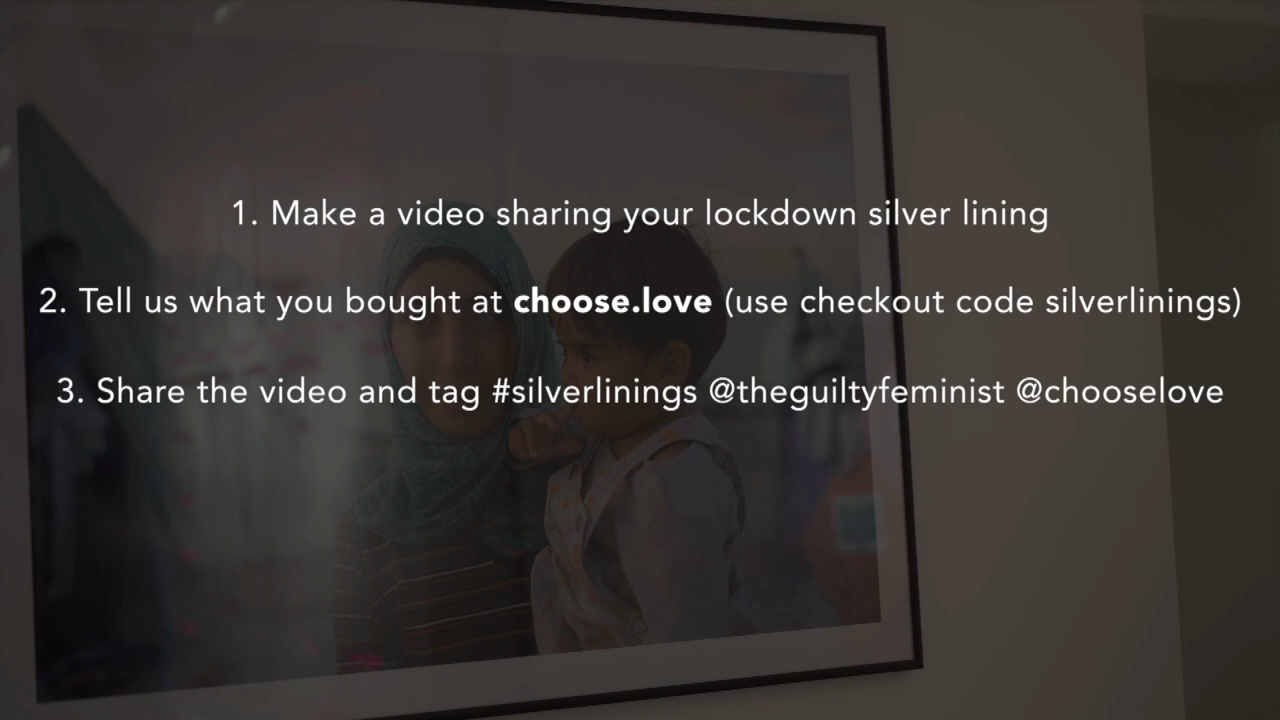 1. Make a video sharing your lockdown silver lining
2. Tell us what you bought at choose.love (use checkout code silverlinings)
3. Share the video and tag #silverlinings @theguiltyfeminist @chooselove